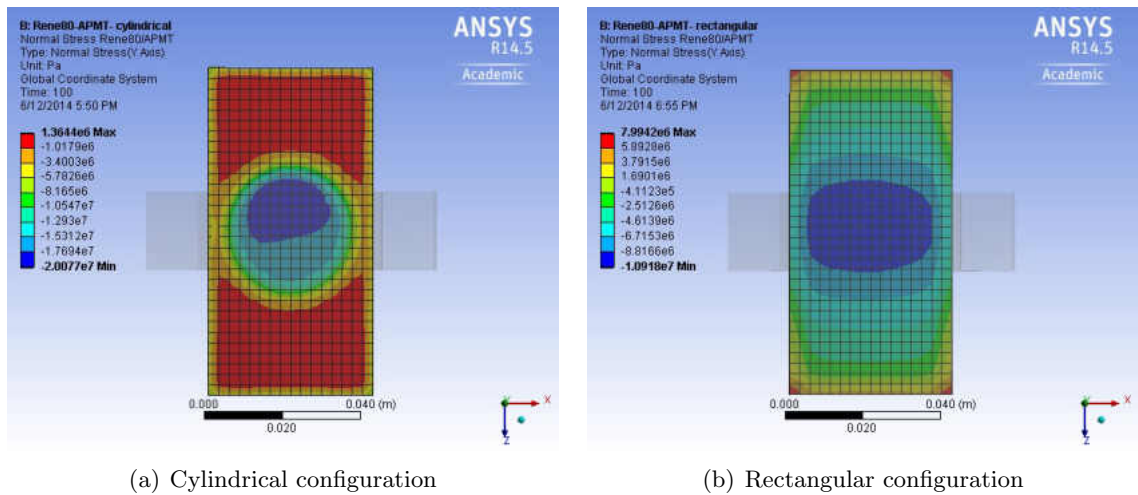 B: Rene80-APMT- cylindrical
Normal Stress Rene80/APMT
Type: Normal Stress(Y Axis)
Unit: Pa
Global Coordinate System
Time: 100
6/12/2014 5:50 PM
1.3644e6 Max
-1.0179e6
-3.4003e6
-5.7826e6
-8.165e6
-1.0547e7
-1.293e7
-1.5312e7
-1.7694e7
-2.0077e7 Min
ANSYS
R14.5
Academic
0.000
0.040 (m)
0.020
Y
X
Z
(a) Cylindrical configuration
B: Rene80-APMT- rectangular
Normal Stress Rene80/APMT
Type: Normal Stress(Y Axis)
Unit: Pa
Global Coordinate System
Time: 100
6/12/2014 6:55 PM
7.9942e6 Max
5.8928e6
3.7915e6
1.6901e6
-4.1123e5
-2.5126e6
-4.6139e6
-6.7153e6
-8.8166e6
-1.0918e7 Min
ANSYS
R14.5
Academic
0.000
0.040 (m)
0.020
Y
X
Z
(b) Rectangular configuration